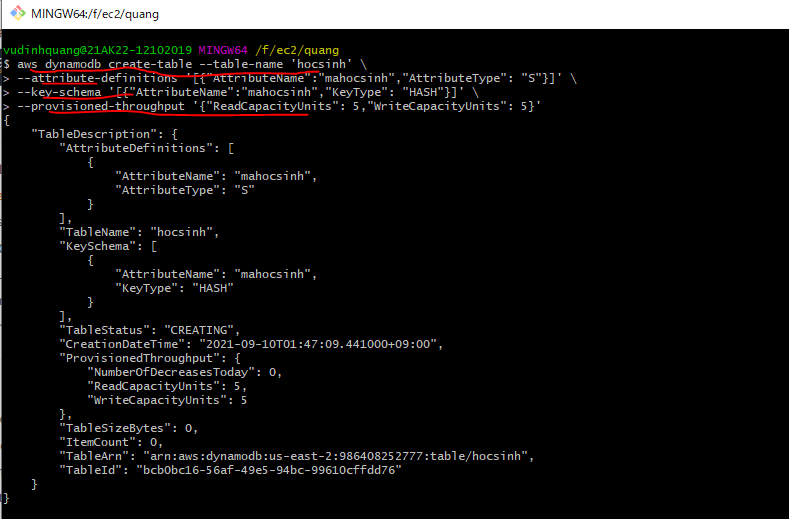 MINGW64:/f/ec2/quang
vudinhquang@21AK22-12102019 MINGW64 /f/ec2/quang
$ aws dynamodb create-table --table-name 'hocsinh' \
> --attribute-definitions '[{"AttributeName":"mahocsinh","AttributeType": "S"}]' \
> --key-schema '[{"AttributeName":"mahocsinh","KeyType": "HASH"}]' \
> --provisioned-throughput '{"ReadCapacityUnits": 5,"WriteCapacityUnits": 5}'
{
    "TableDescription": {
        "AttributeDefinitions": [
            {
                "AttributeName": "mahocsinh",
                "AttributeType": "S"
            }
        ],
        "TableName": "hocsinh",
        "KeySchema": [
            {
                "AttributeName": "mahocsinh",
                "KeyType": "HASH"
            }
        ],
        "TableStatus": "CREATING",
        "CreationDateTime": "2021-09-10T01:47:09.441000+09:00",
        "ProvisionedThroughput": {
            "NumberOfDecreasesToday": 0,
            "ReadCapacityUnits": 5,
            "WriteCapacityUnits": 5
        },
        "TableSizeBytes": 0,
        "ItemCount": 0,
        "TableArn": "arn:aws:dynamodb:us-east-2:986408252777:table/hocsinh",
        "TableId": "bcb0bc16-56af-49e5-94bc-99610cffdd76"
    }
}